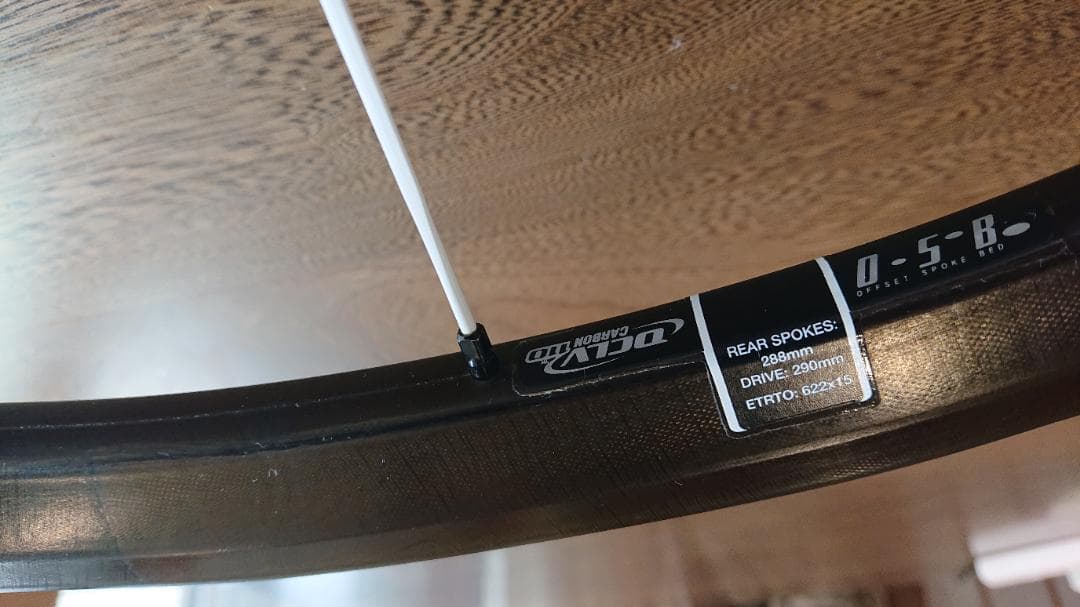 OCLV
CARBON 110
REAR SPOKES:
288mm
DRIVE: 290mm
ETRTO: 622x15
O.S.B.
OFFSET SPOKE BED